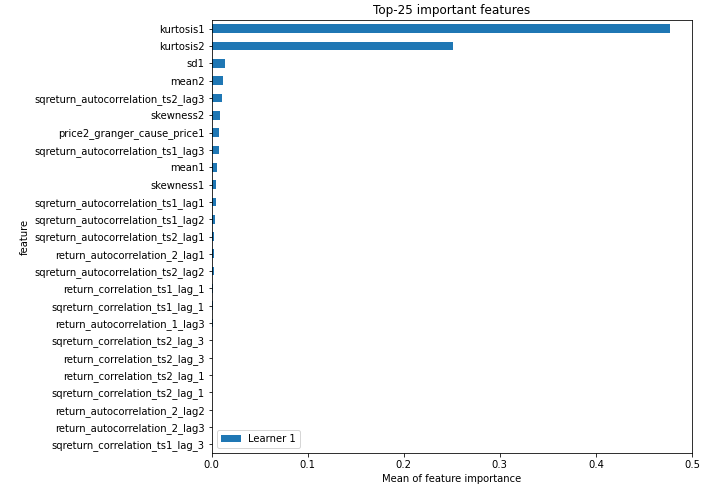 Top-25 important features
kurtosis1
kurtosis2
sd1
mean2
sqreturn_autocorrelation_ts2_lag3
skewness2
price2_granger_cause_price1
sqreturn_autocorrelation_ts1_lag3
mean1
skewness1
sqreturn_autocorrelation_ts1_lag1
sqreturn_autocorrelation_ts1_lag2
sqreturn_autocorrelation_ts2_lag1
return_autocorrelation_2_lag1
sqreturn_autocorrelation_ts2_lag2
return_correlation_ts1_lag_1
sqreturn_correlation_ts1_lag_1
return_autocorrelation_1_lag3
sqreturn_correlation_ts2_lag_3
return_correlation_ts2_lag_3
return_correlation_ts2_lag_1
sqreturn_correlation_ts2_lag_1
return_autocorrelation_2_lag2
return_autocorrelation_2_lag3
sqreturn_correlation_ts1_lag_3
feature
Learner 1
0.0 0.1 0.2 0.3 0.4 0.5
Mean of feature importance